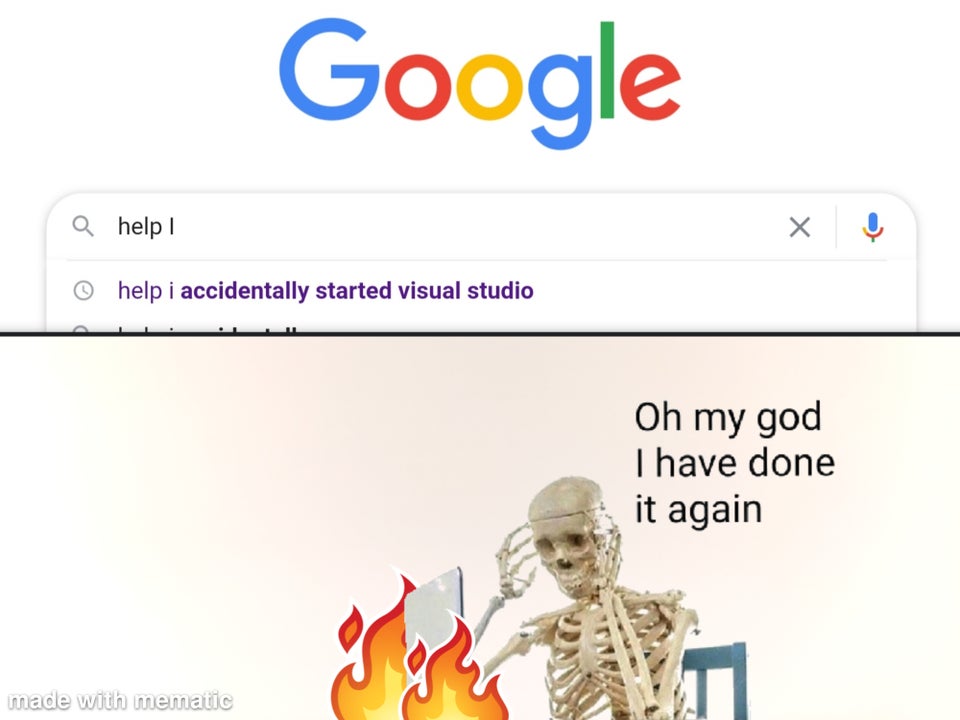 Google
help I
help i accidentally started visual studio
Oh my god
I have done
it again
made with mematic